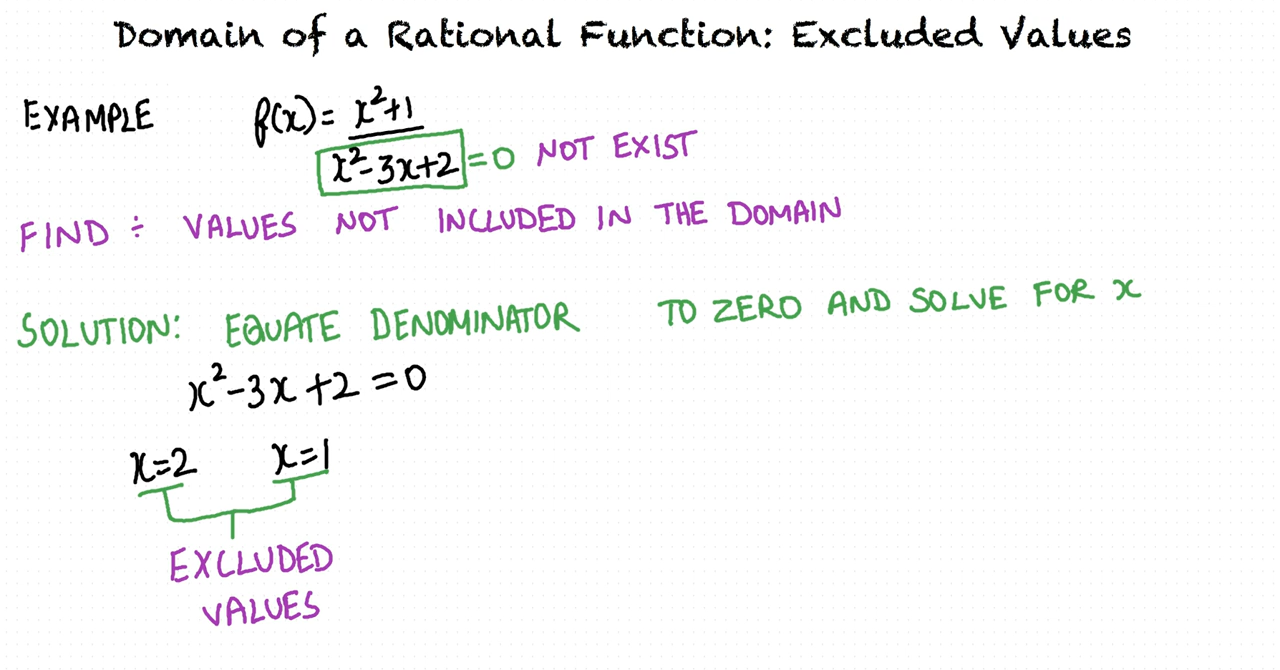 Domain of a Rational Function: Excluded Values
EXAMPLE f(x) = x²+1
x²-3x+2 =0 NOT EXIST
FIND ÷ VALUES NOT INCLUDED IN THE DOMAIN
SOLUTION: EQUATE DENOMINATOR TO ZERO AND SOLVE FOR x
x²-3x+2=0
x=2 x=1
EXCLUDED
VALUES